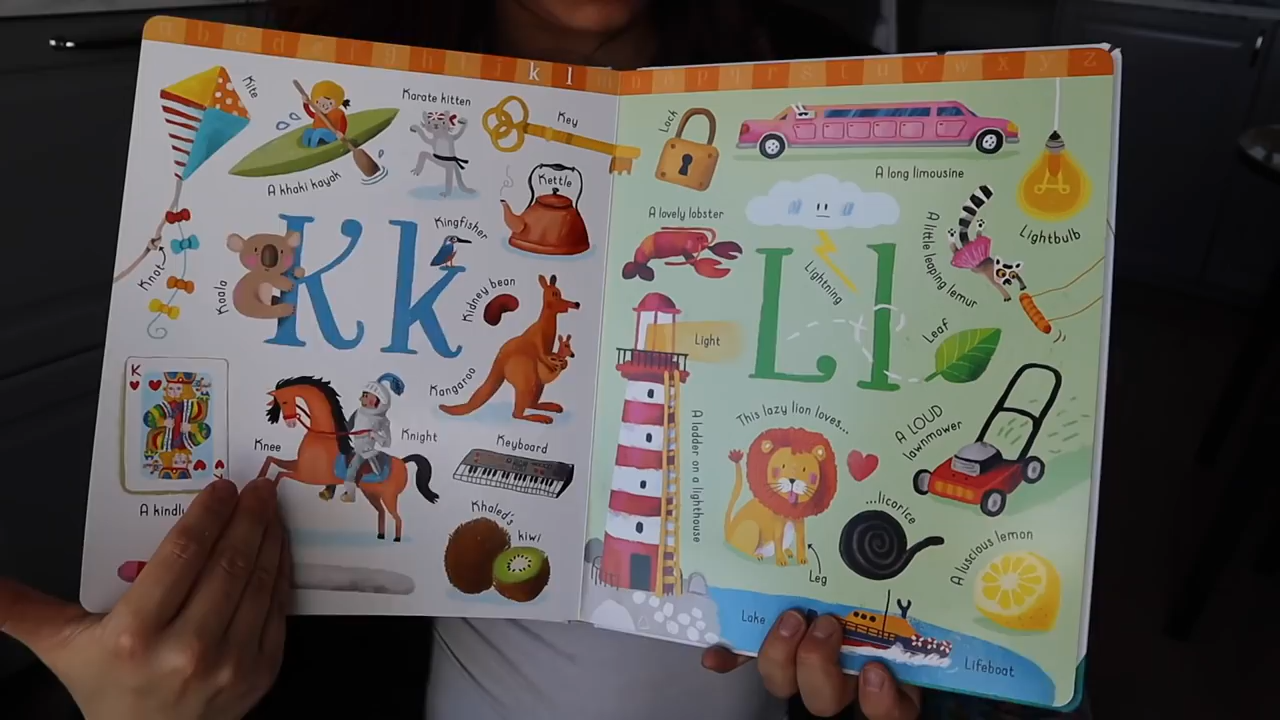 k l m n o p q r s t u v w x y z
Kite
A khaki kayak
Karate kitten
Key
Kettle
Knot
Koala
Kk
Kingfisher
Kidney bean
Kangaroo
K
Knee
Knight
Keyboard
A kindly
Khaled's
kiwi
Lock
A long limousine
Lightbulb
A lovely lobster
Lightning
A little leaping lemur
Ll
Light
Leaf
A ladder on a lighthouse
This lazy lion loves...
A LOUD
lawnmower
...licorice
Leg
A luscious lemon
Lake
Lifeboat